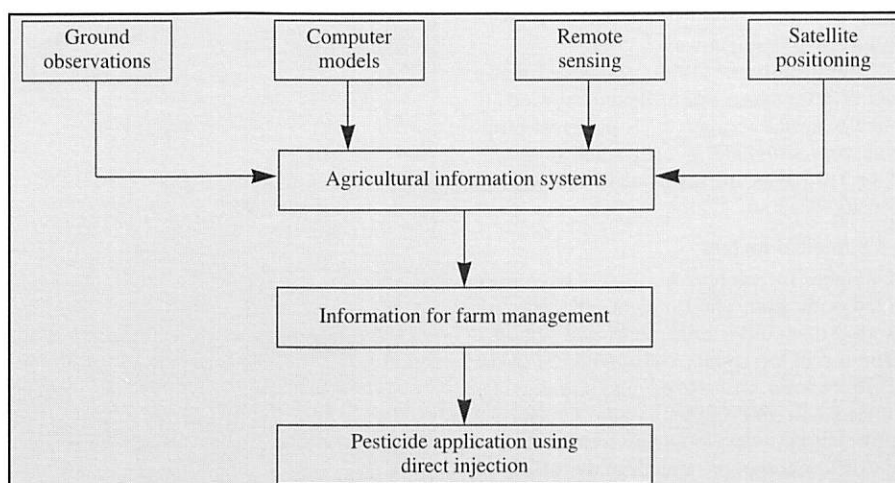 Ground
observations
Computer
models
Remote
sensing
Satellite
positioning
Agricultural information systems
Information for farm management
Pesticide application using
direct injection